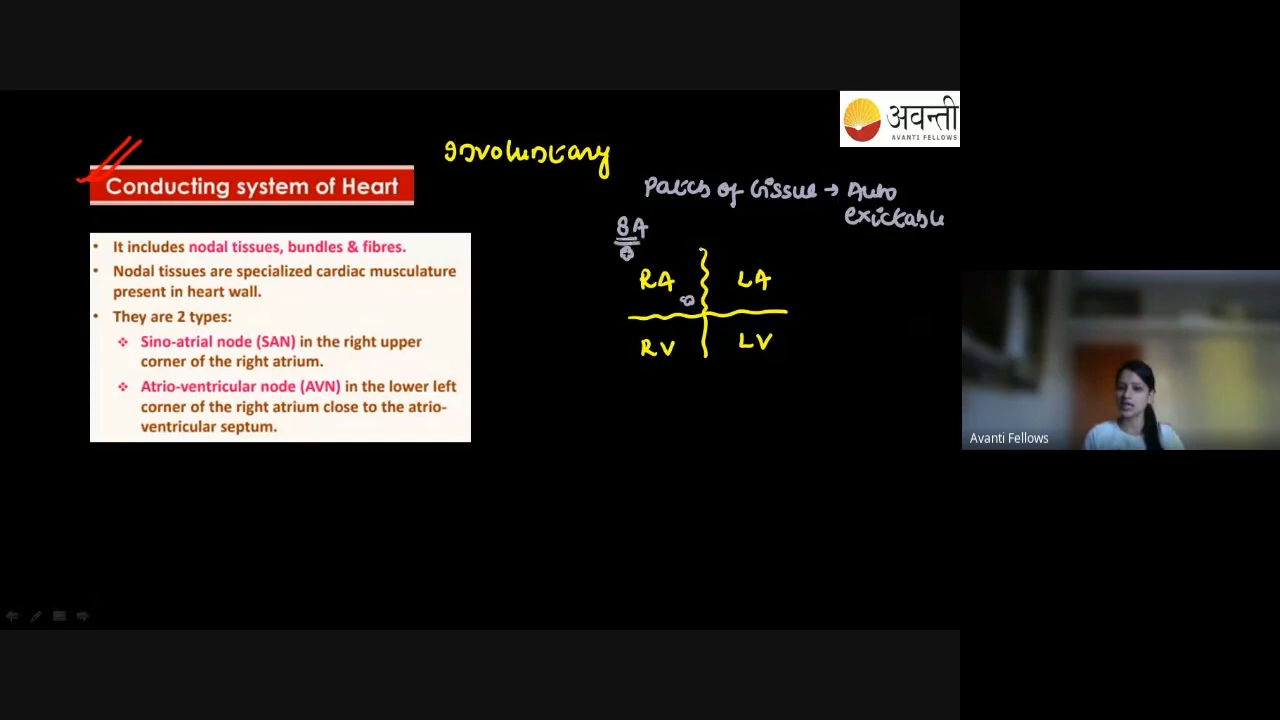 अवन्ती
AVANTI FELLOWS
Involuntary
Conducting system of Heart
Patch of tissue → Auto
exickable
SA
• It includes nodal tissues, bundles & fibres.
• Nodal tissues are specialized cardiac musculature
present in heart wall.
• They are 2 types:
❖ Sino-atrial node (SAN) in the right upper
corner of the right atrium.
❖ Atrio-ventricular node (AVN) in the lower left
corner of the right atrium close to the atrio-
ventricular septum.
RA LA
RV LV
Avanti Fellows